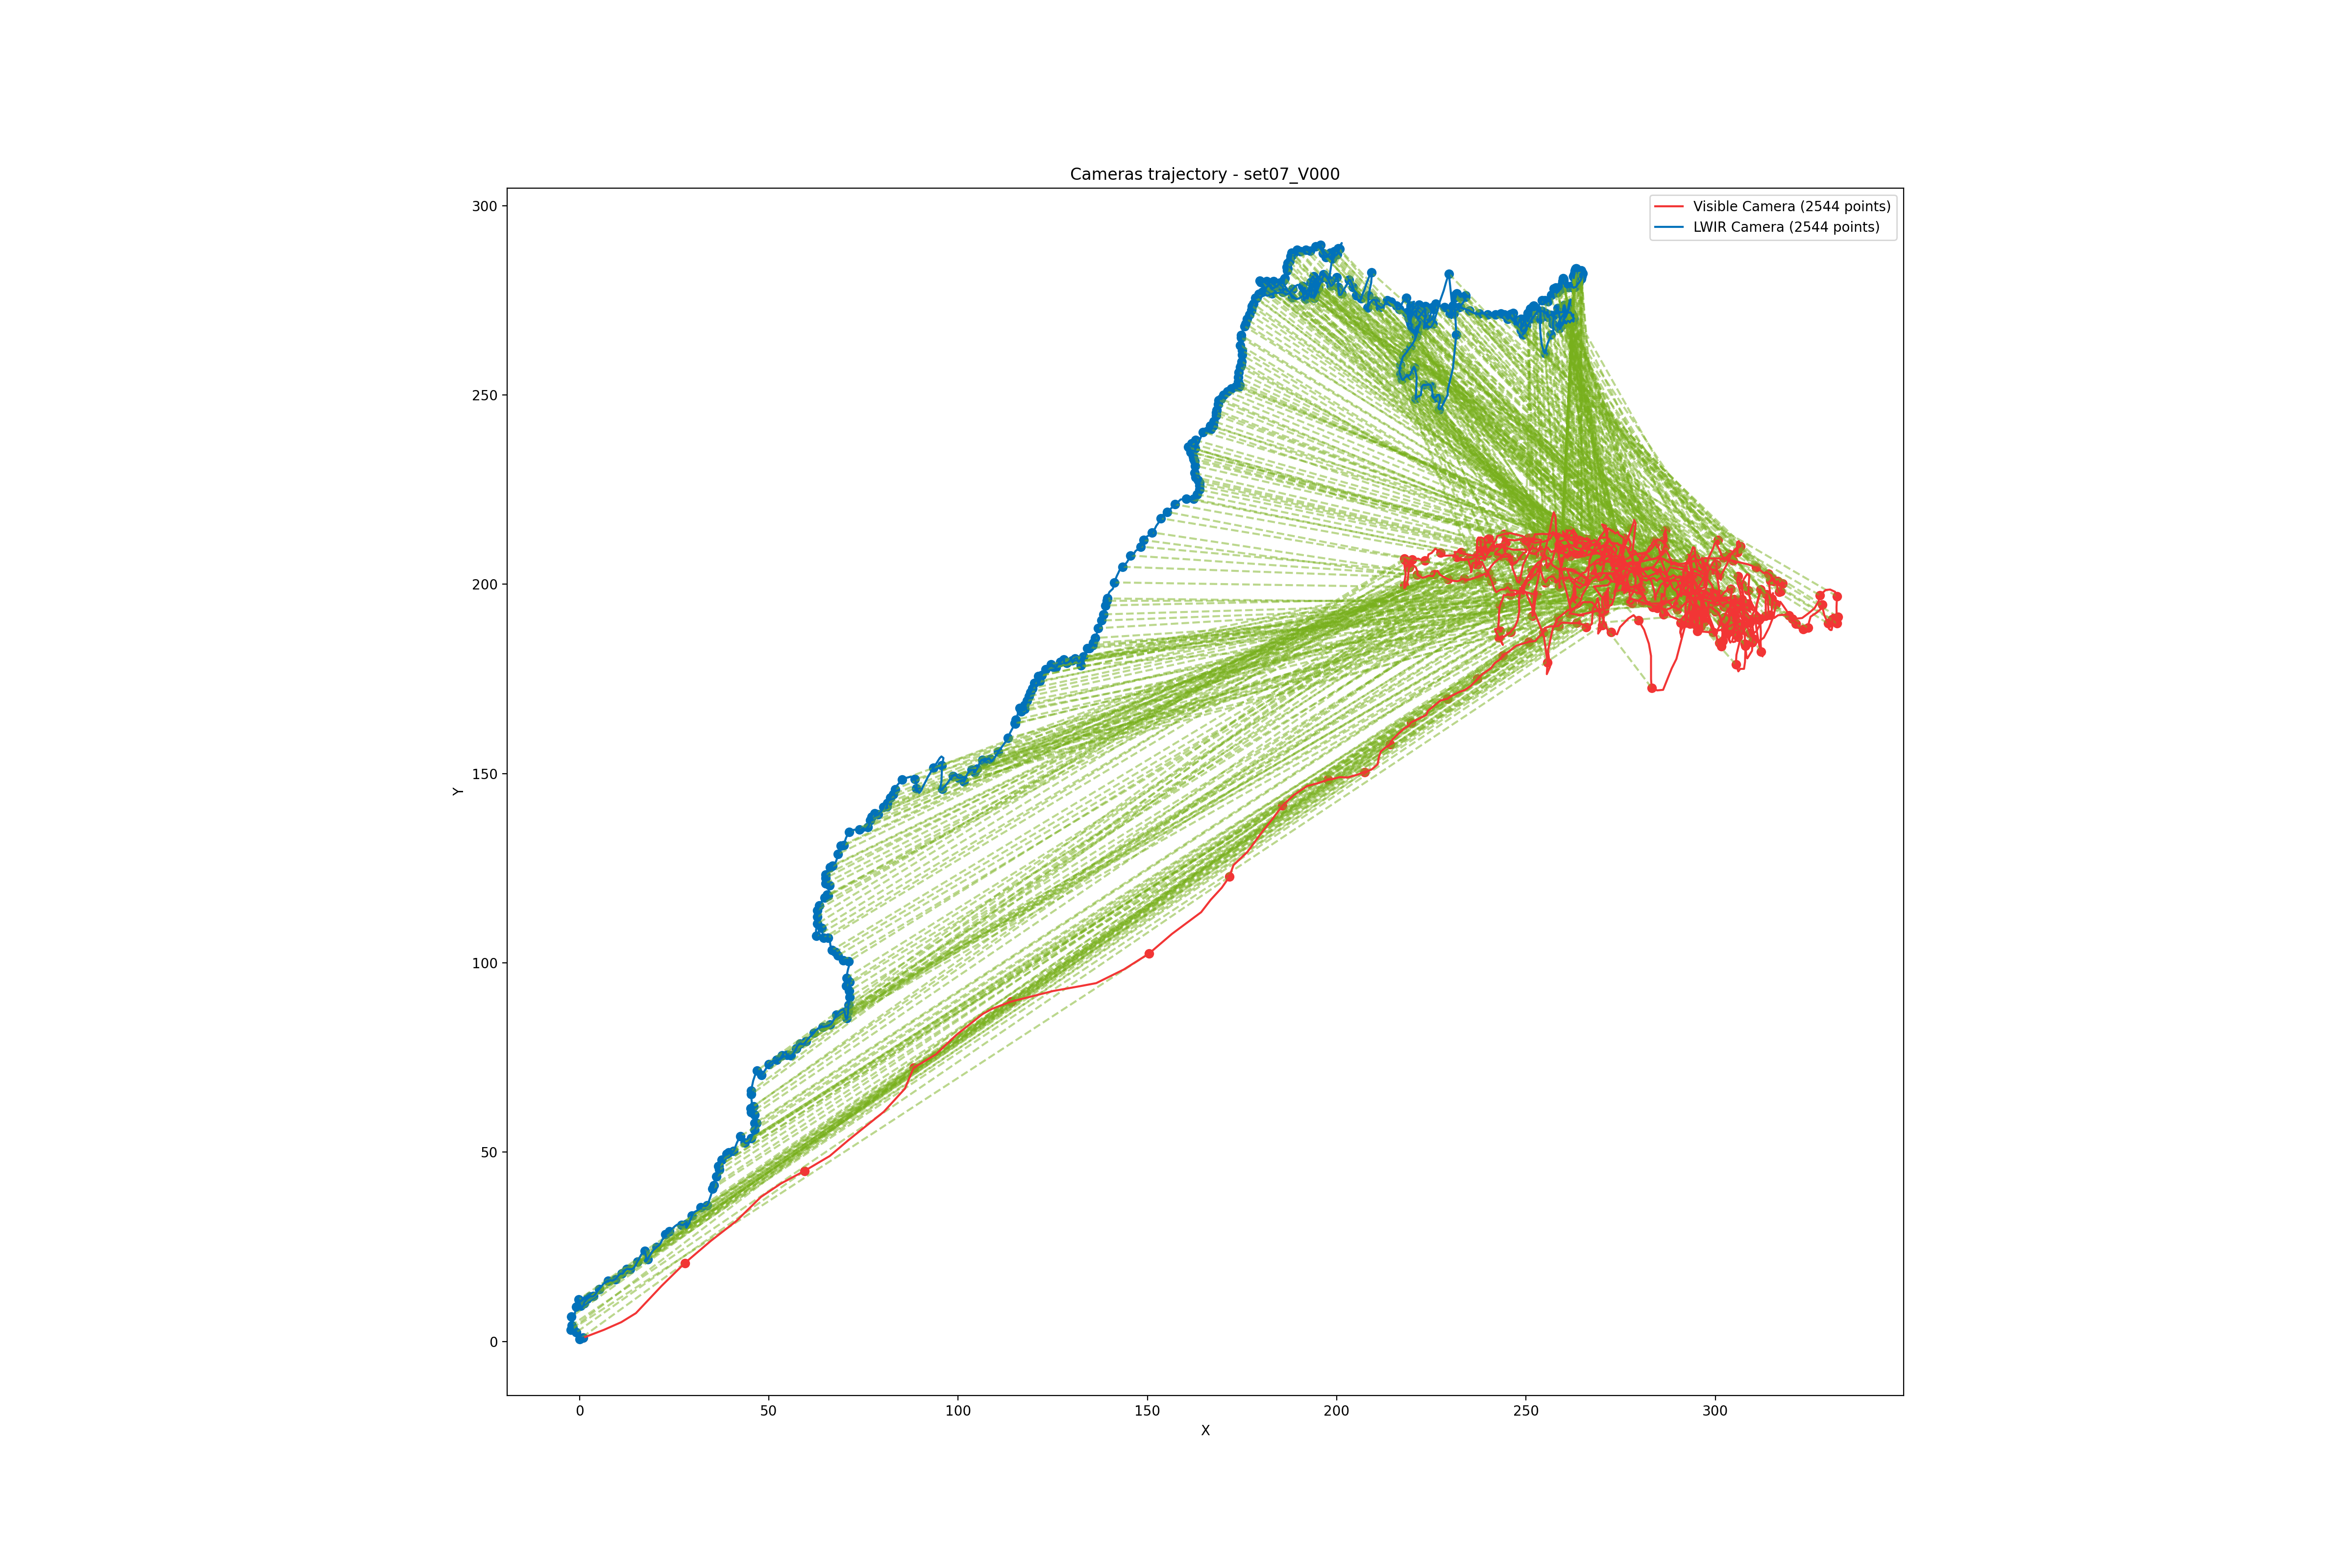 Cameras trajectory - set07_V000
Visible Camera (2544 points)
LWIR Camera (2544 points)
300
250
200
150
100
50
0
Y
0 50 100 150 200 250 300
X